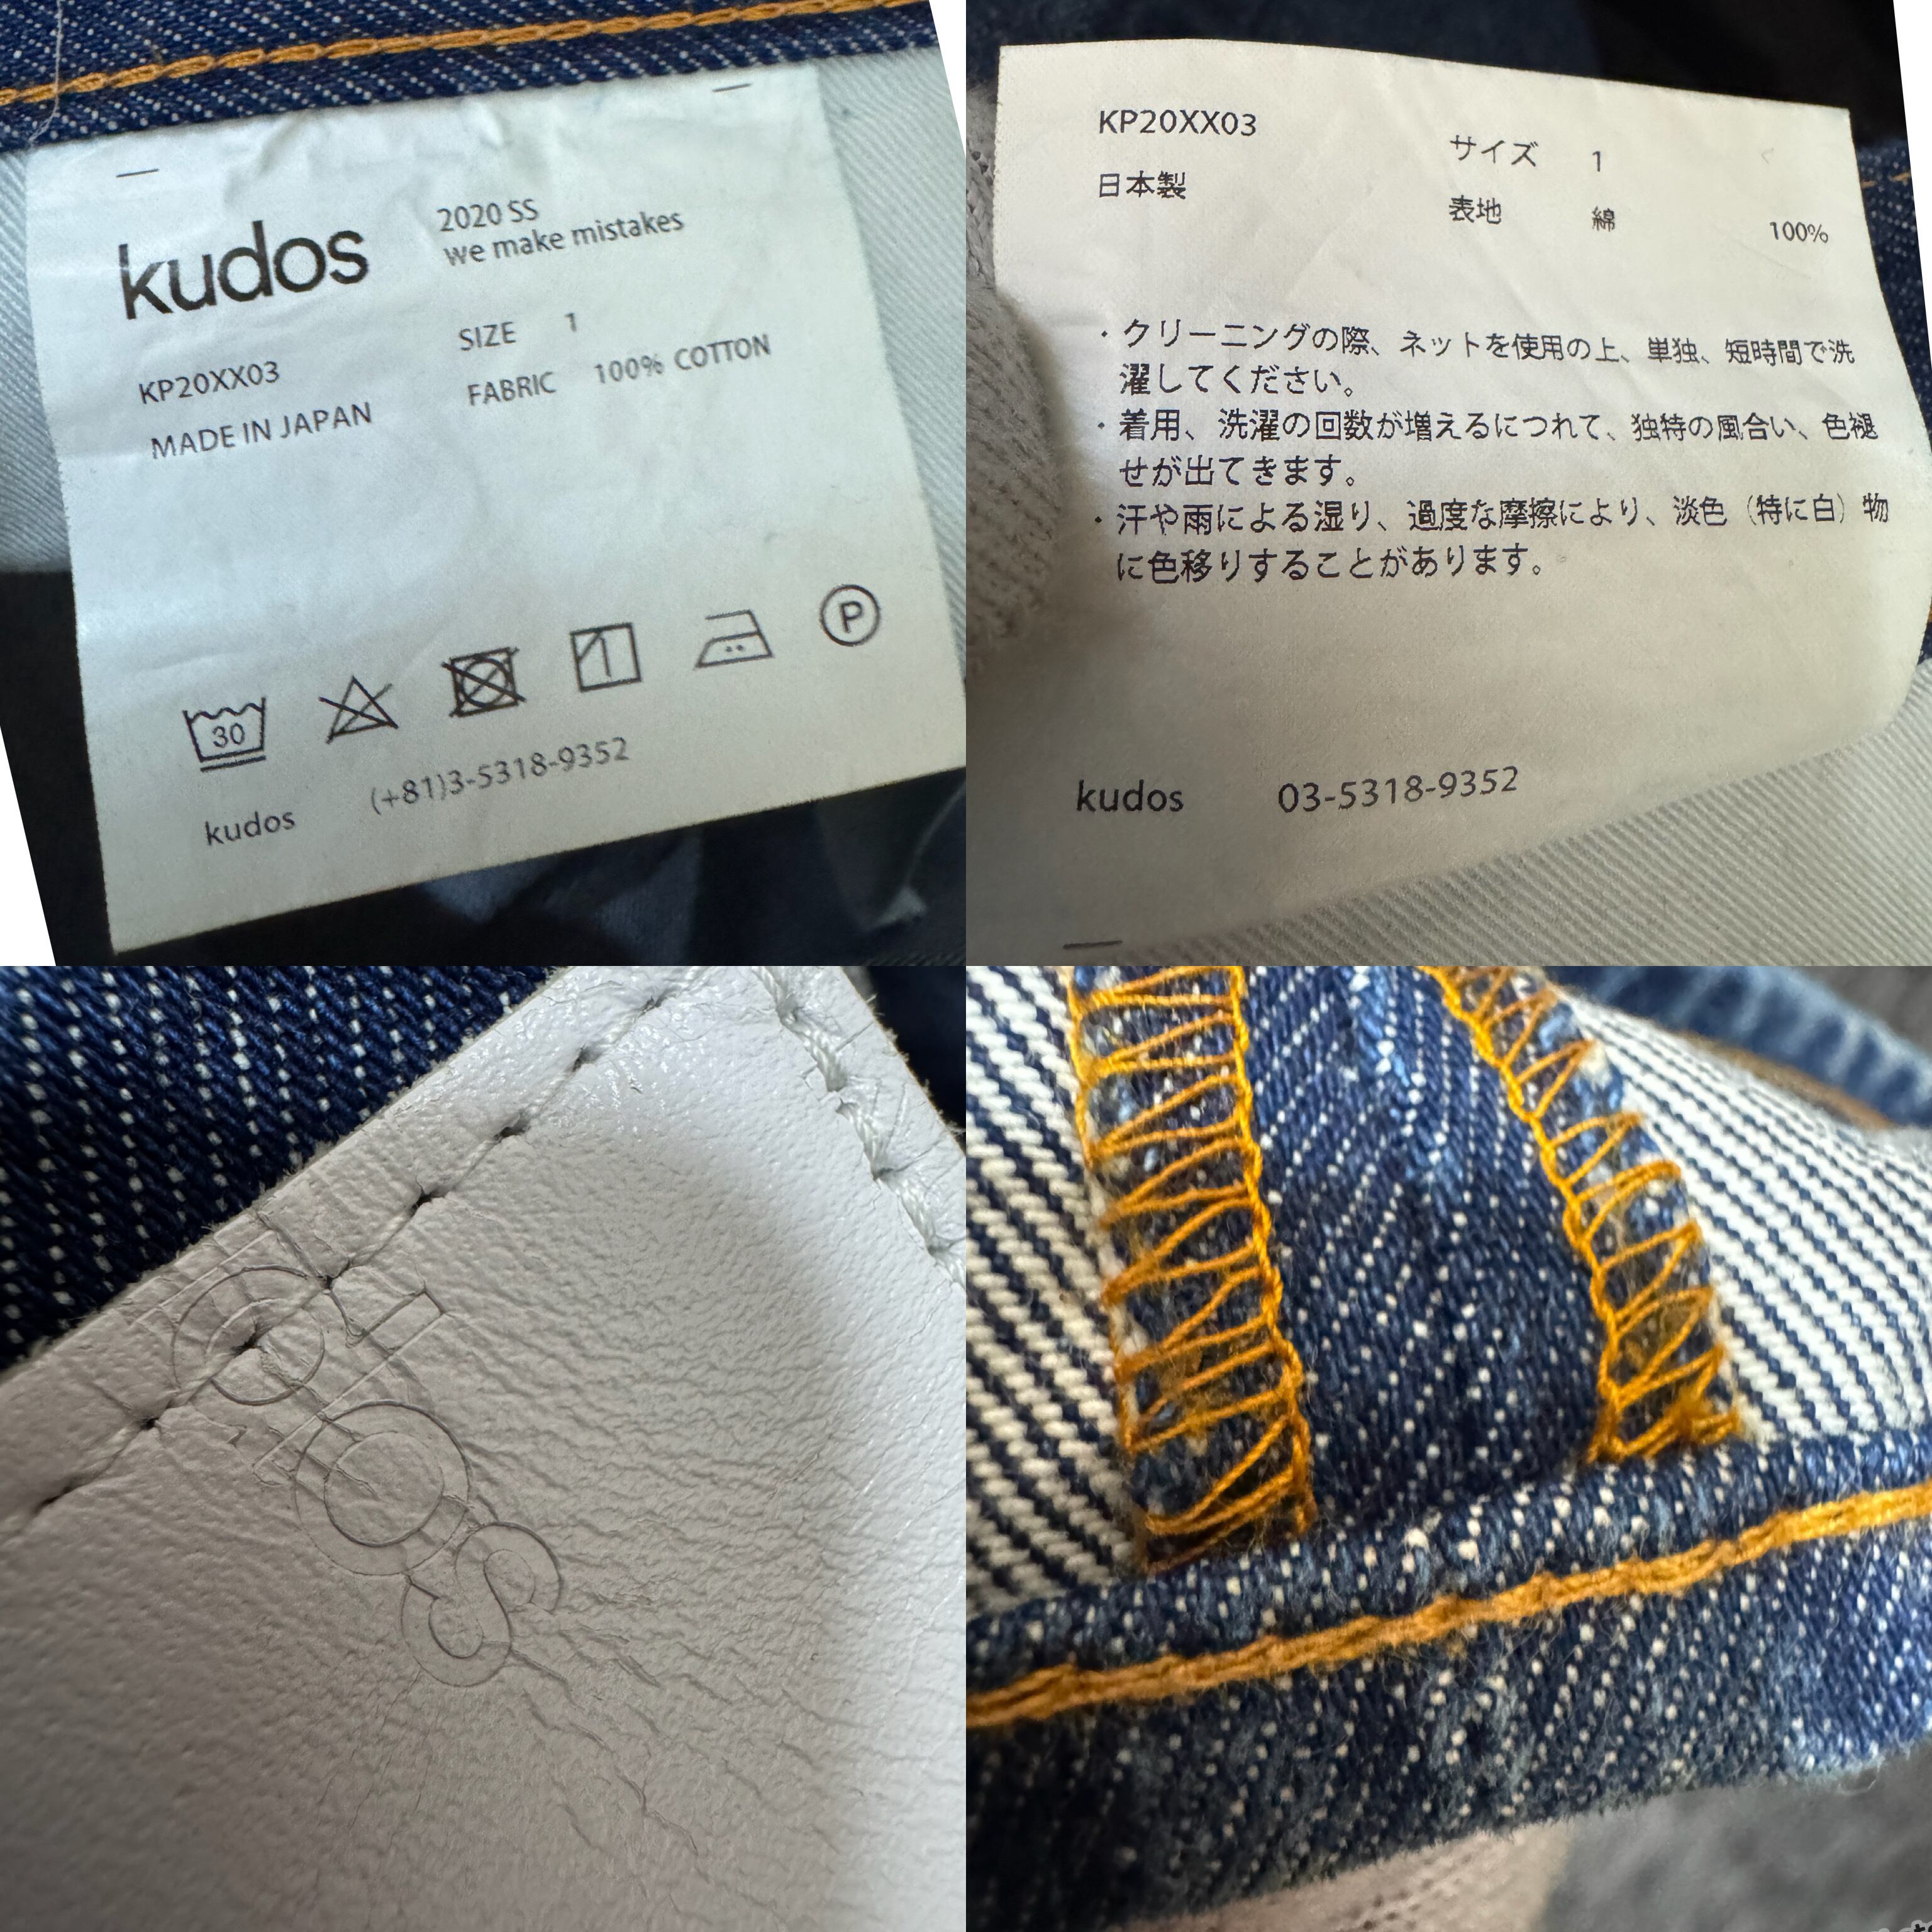 kudos
2020 SS
we make mistakes
KP20XX03
SIZE 1
MADE IN JAPAN
FABRIC 100% COTTON
30
1
P
kudos (+81)3-5318-9352
KP20XX03
サイズ 1
日本製
表地 綿 100%
・クリーニングの際、ネットを使用の上、単独、短時間で洗
濯してください。
・着用、洗濯の回数が増えるにつれて、独特の風合い、色褪
せが出てきます。
・汗や雨による湿り、過度な摩擦により、淡色（特に白）物
に色移りすることがあります。
kudos 03-5318-9352